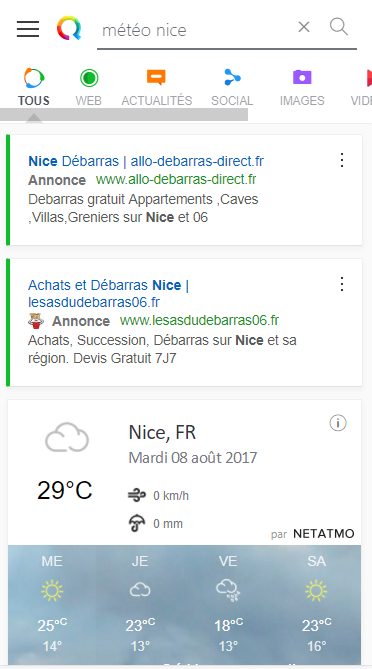 météo nice
TOUS WEB ACTUALITÉS SOCIAL IMAGES
Nice Débarras | allo-debarras-direct.fr
Annonce www.allo-debarras-direct.fr
Debarras gratuit Appartements ,Caves
,Villas,Greniers sur Nice et 06
Achats et Débarras Nice |
lesasdudebarras06.fr
Annonce www.lesasdudebarras06.fr
Achats, Succession, Débarras sur Nice et sa
région. Devis Gratuit 7J7
Nice, FR
Mardi 08 août 2017
29°C
0 km/h
0 mm
par NETATMO
ME JE VE SA
25°C 23°C 18°C 23°C
14° 13° 13° 16°